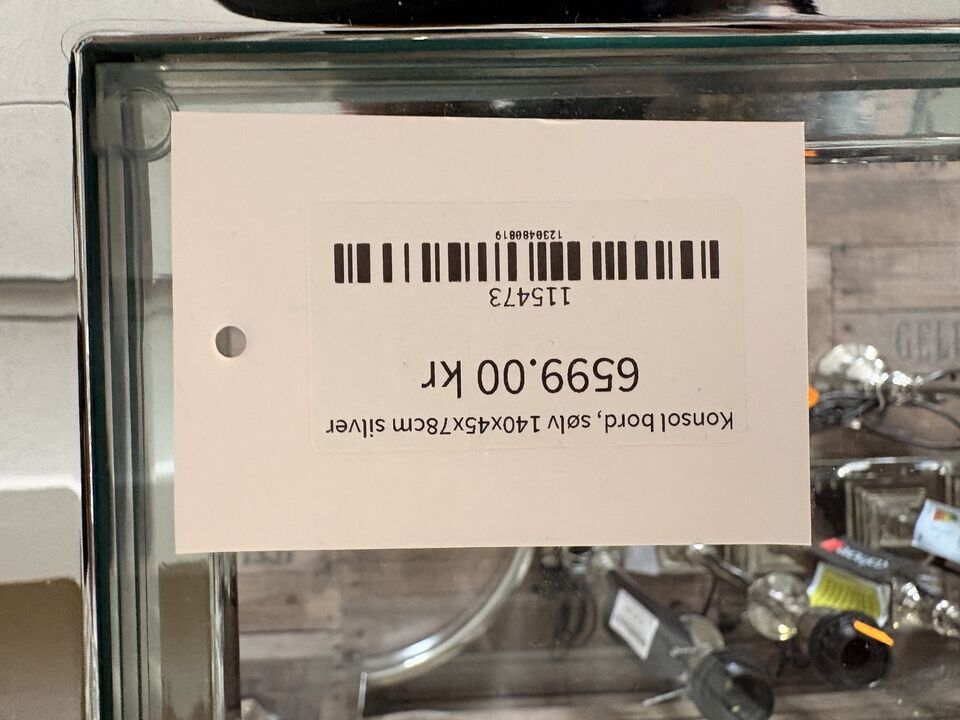 Konsol bord, sølv 140x45x78cm silver
6599.00 kr
115473
1230480819